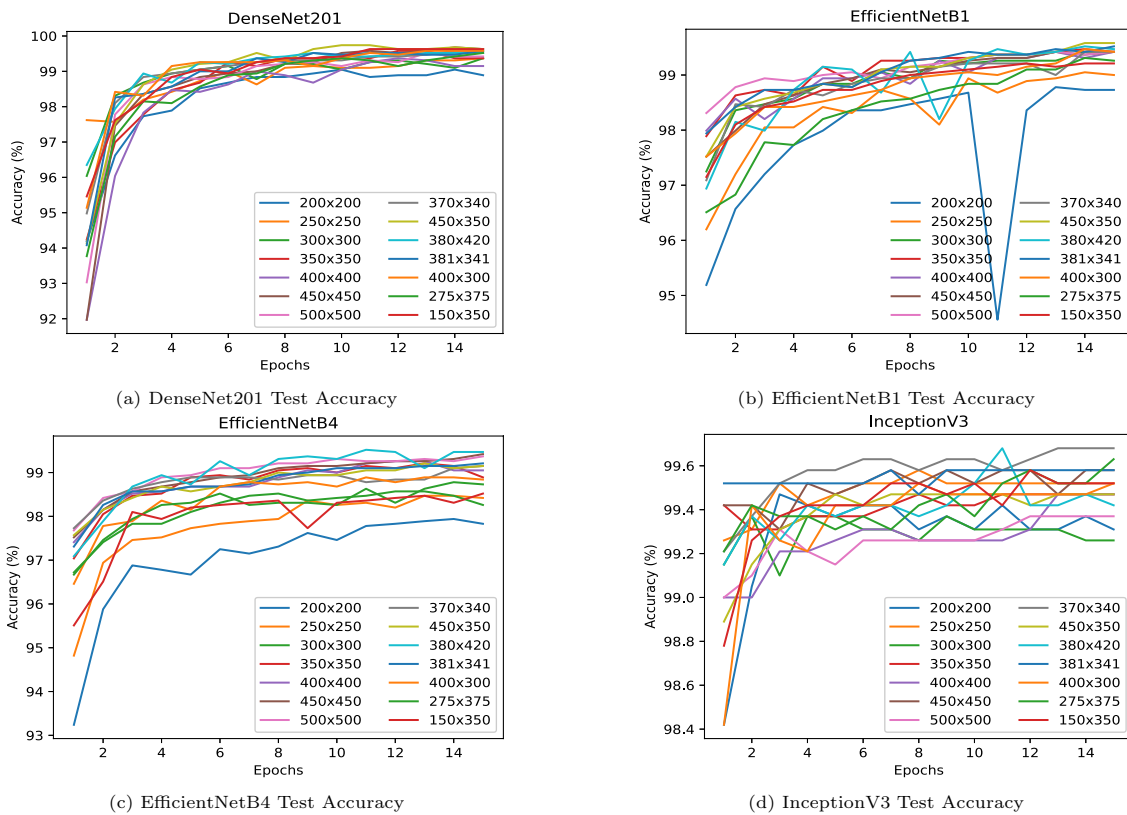 DenseNet201
100
99
98
97
96
95
94
93
92
Accuracy (%)
200x200
250x250
300x300
350x350
400x400
450x450
500x500
370x340
450x350
380x420
381x341
400x300
275x375
150x350
2 4 6 8 10 12 14
Epochs
(a) DenseNet201 Test Accuracy
EfficientNetB1
99
98
97
96
95
Accuracy (%)
200x200
250x250
300x300
350x350
400x400
450x450
500x500
370x340
450x350
380x420
381x341
400x300
275x375
150x350
2 4 6 8 10 12 14
Epochs
(b) EfficientNetB1 Test Accuracy
EfficientNetB4
99
98
97
96
95
94
93
Accuracy (%)
200x200
250x250
300x300
350x350
400x400
450x450
500x500
370x340
450x350
380x420
381x341
400x300
275x375
150x350
2 4 6 8 10 12 14
Epochs
(c) EfficientNetB4 Test Accuracy
InceptionV3
99.6
99.4
99.2
99.0
98.8
98.6
98.4
Accuracy (%)
200x200
250x250
300x300
350x350
400x400
450x450
500x500
370x340
450x350
380x420
381x341
400x300
275x375
150x350
2 4 6 8 10 12 14
Epochs
(d) InceptionV3 Test Accuracy